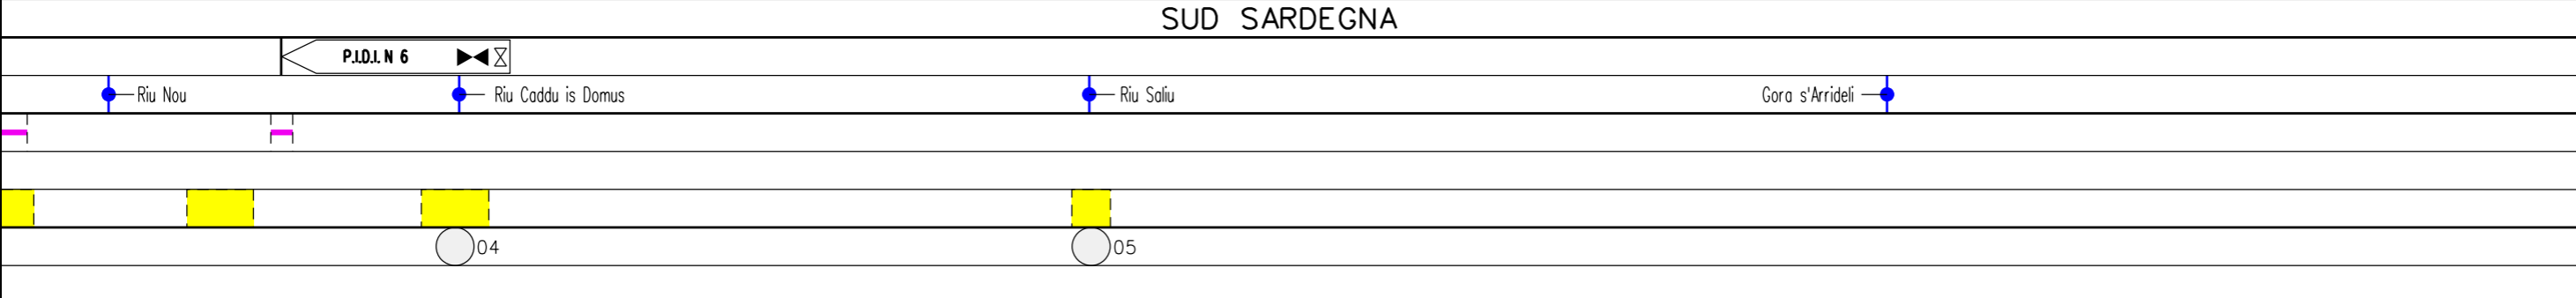 SUD SARDEGNA
P.I.D.I. N 6
Riu Nou
Riu Caddu is Domus
Riu Saliu
Gora s'Arrideli
04
05